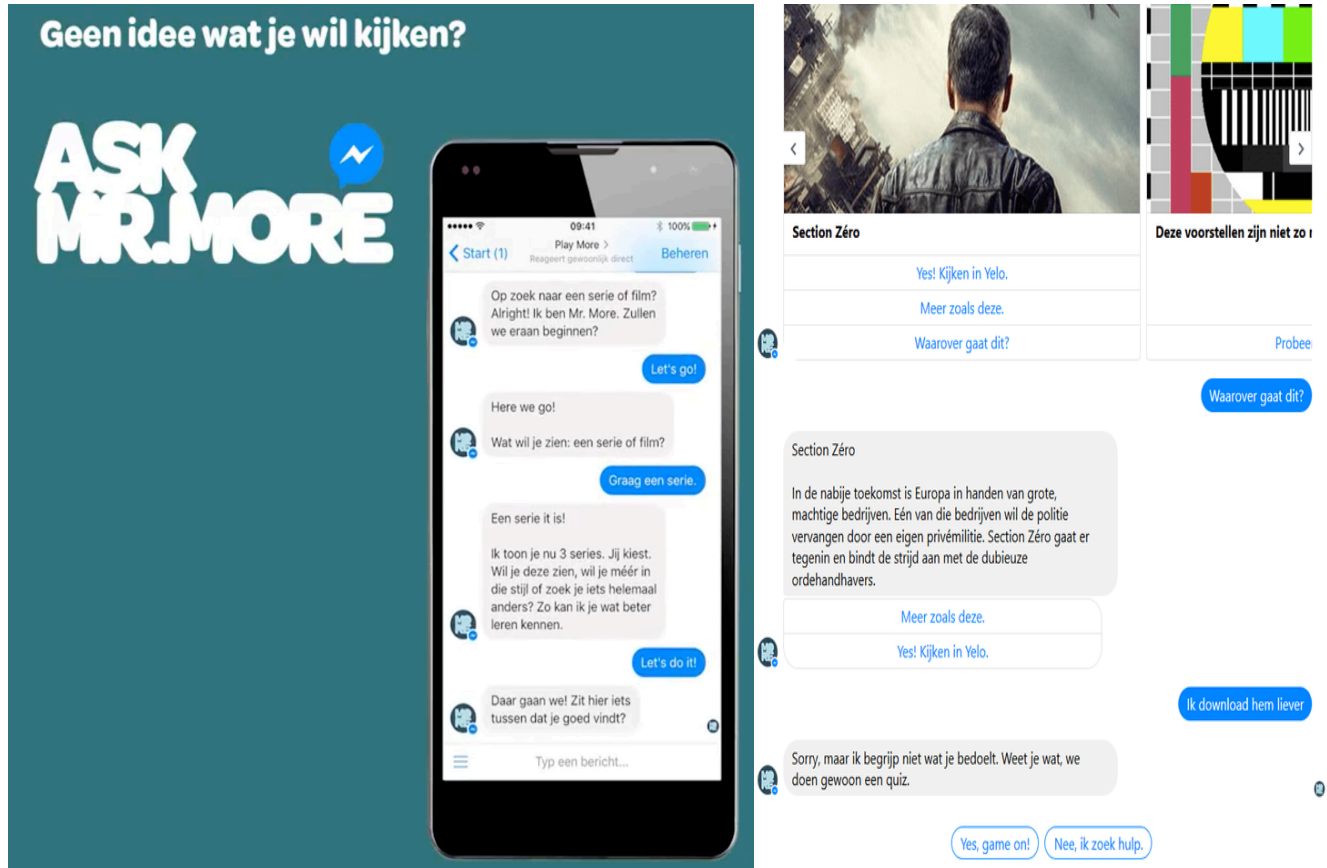 Geen idee wat je wil kijken?
ASK
MR.MORE
09:41
100%
Start (1)
Play More >
Reageert gewoonlijk direct
Beheren
Op zoek naar een serie of film?
Alright! Ik ben Mr. More. Zullen
we eraan beginnen?
Let's go!
Here we go!
Wat wil je zien: een serie of film?
Graag een serie.
Een serie it is!
Ik toon je nu 3 series. Jij kiest.
Wil je deze zien, wil je méér in
die stijl of zoek je iets helemaal
anders? Zo kan ik je wat beter
leren kennen.
Let's do it!
Daar gaan we! Zit hier iets
tussen dat je goed vindt?
Typ een bericht...
Section Zéro
Yes! Kijken in Yelo.
Meer zoals deze.
Waarover gaat dit?
Deze voorstellen zijn niet zo
Probee
Waarover gaat dit?
Section Zéro
In de nabije toekomst is Europa in handen van grote,
machtige bedrijven. Eén van die bedrijven wil de politie
vervangen door een eigen privémilitie. Section Zéro gaat er
tegenin en bindt de strijd aan met de dubieuze
ordehandhavers.
Meer zoals deze.
Yes! Kijken in Yelo.
Ik download hem liever
Sorry, maar ik begrijp niet wat je bedoelt. Weet je wat, we
doen gewoon een quiz.
Yes, game on!
Nee, ik zoek hulp.